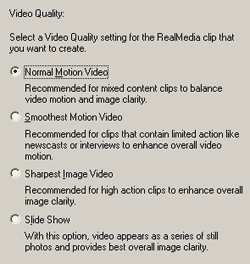 Video Quality:
Select a Video Quality setting for the RealMedia clip that
you want to create.
Normal Motion Video
Recommended for mixed content clips to balance
video motion and image clarity.
Smoothest Motion Video
Recommended for clips that contain limited action like
newscasts or interviews to enhance overall video
motion.
Sharpest Image Video
Recommended for high action clips to enhance overall
image clarity.
Slide Show
With this option, video appears as a series of still
photos and provides best overall image clarity.